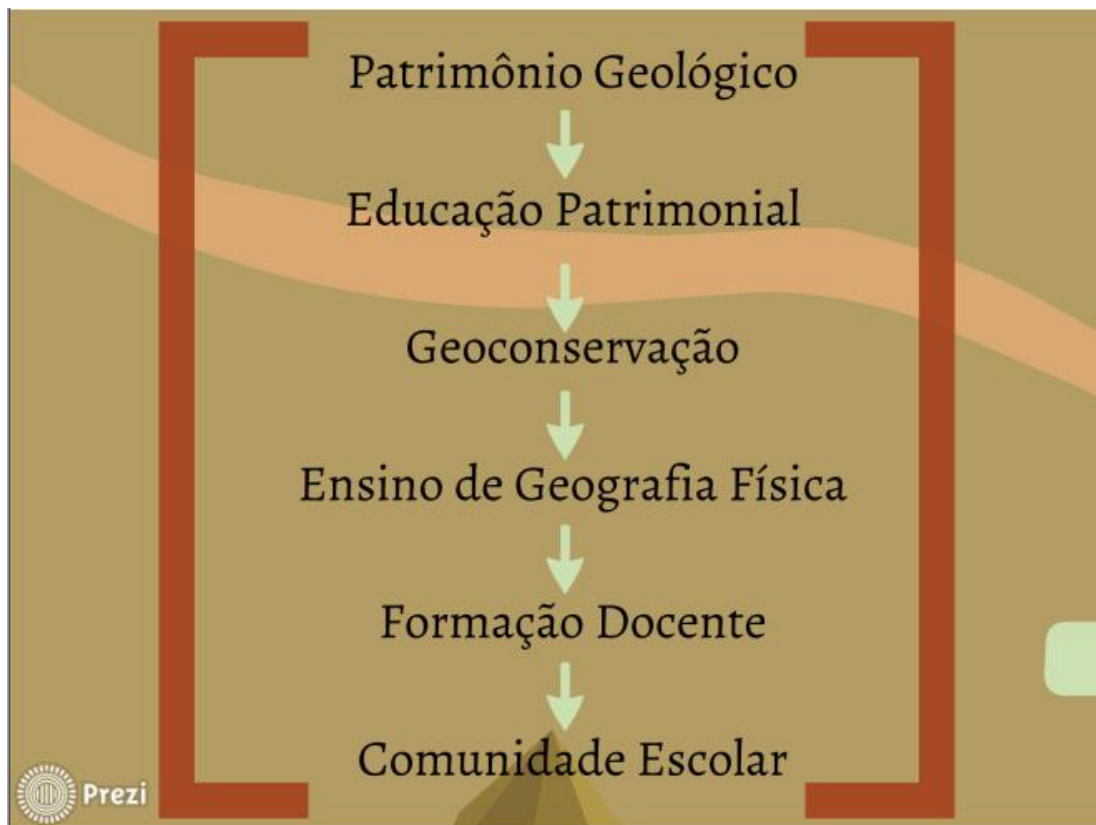 Patrimônio Geológico
Educação Patrimonial
Geoconservação
Ensino de Geografia Física
Formação Docente
Comunidade Escolar
Prezi